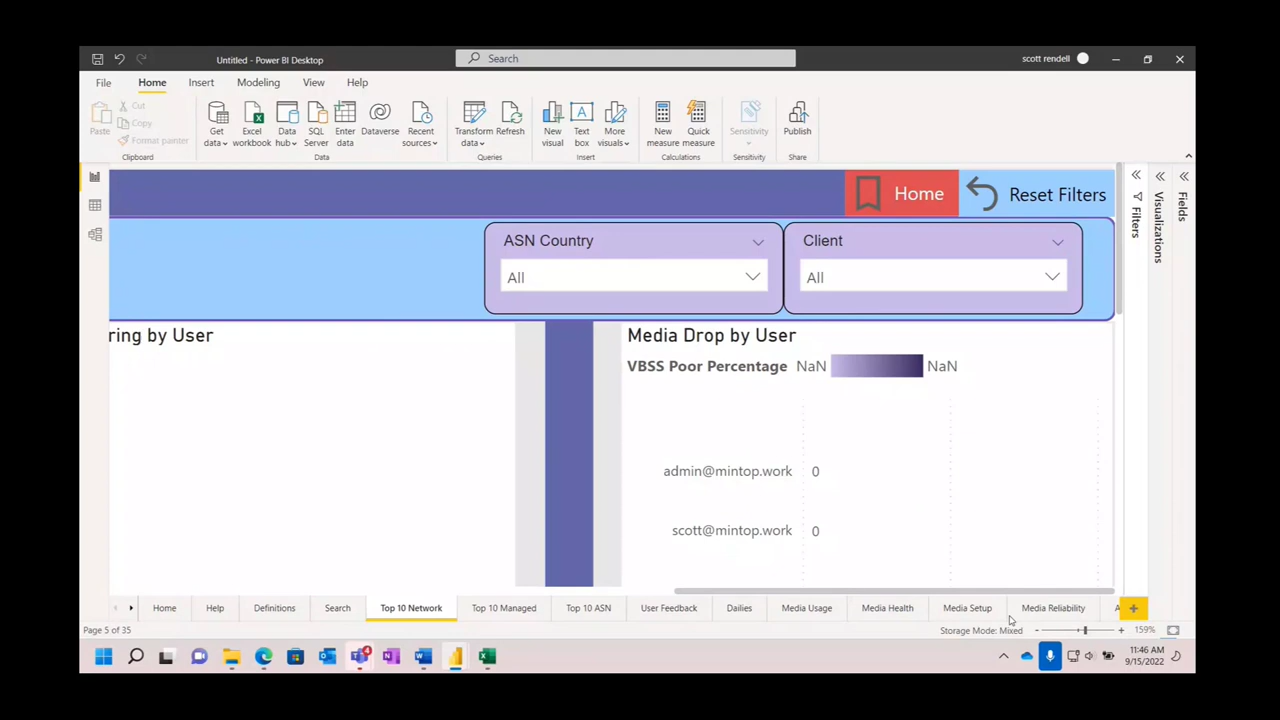 Untitled - Power BI Desktop
Search
scott rendell
File
Home
Insert
Modeling
View
Help
Paste
Cut
Copy
Format painter
Clipboard
Get data
Excel workbook
Data hub
SQL Server
Enter data
Dataverse
Recent sources
Data
Transform data
Refresh
Queries
New visual
Text box
More visuals
Insert
New measure
Quick measure
Calculations
Sensitivity
Sensitivity
Publish
Share
Home
Reset Filters
ASN Country
All
Client
All
Filters
Visualizations
Fields
ring by User
Media Drop by User
VBSS Poor Percentage NaN NaN
admin@mintop.work 0
scott@mintop.work 0
Home
Help
Definitions
Search
Top 10 Network
Top 10 Managed
Top 10 ASN
User Feedback
Dailies
Media Usage
Media Health
Media Setup
Media Reliability
Page 5 of 35
Storage Mode: Mixed
- + 159%
4
11:46 AM
9/15/2022